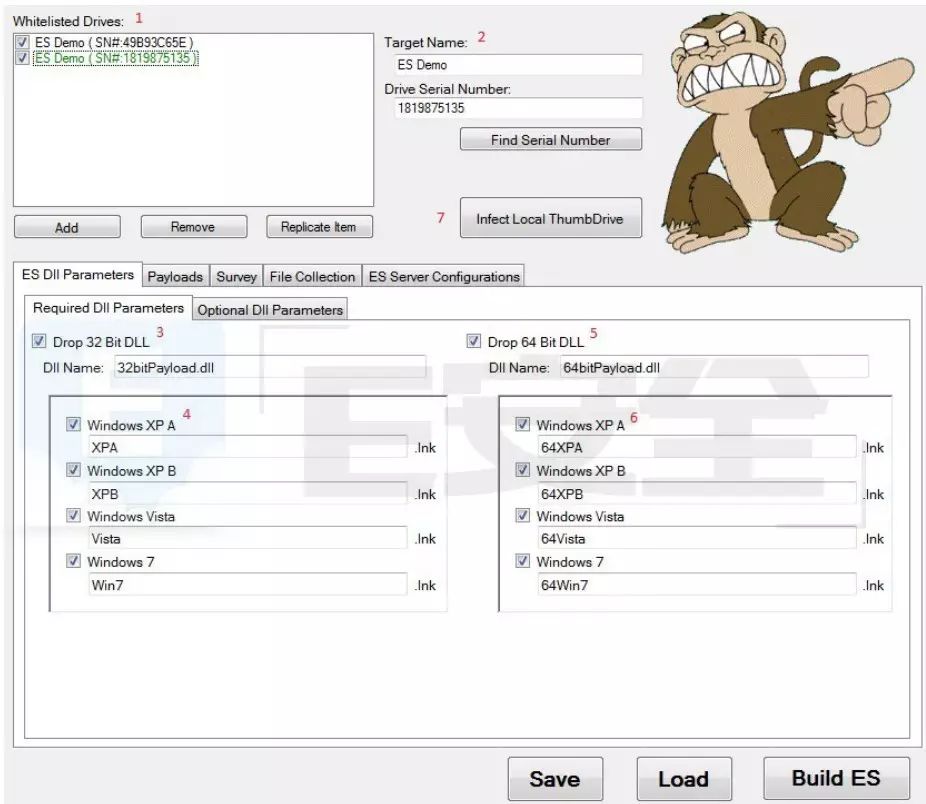 Whitelisted Drives: 1
ES Demo ( SN#:49B93C65E )
ES Demo ( SN#:1819875135 )
Add
Remove
Replicate Item
Target Name: 2
ES Demo
Drive Serial Number:
1819875135
Find Serial Number
7 Infect Local ThumbDrive
ES Dll Parameters
Payloads
Survey
File Collection
ES Server Configurations
Required Dll Parameters
Optional Dll Parameters
Drop 32 Bit DLL 3
Dll Name: 32bitPayload.dll
Windows XP A 4
XPA .lnk
Windows XP B
XPB .lnk
Windows Vista
Vista .lnk
Windows 7
Win7 .lnk
Drop 64 Bit DLL 5
Dll Name: 64bitPayload.dll
Windows XP A 6
64XPA .lnk
Windows XP B
64XPB .lnk
Windows Vista
64Vista .lnk
Windows 7
64Win7 .lnk
E安全
Save
Load
Build ES